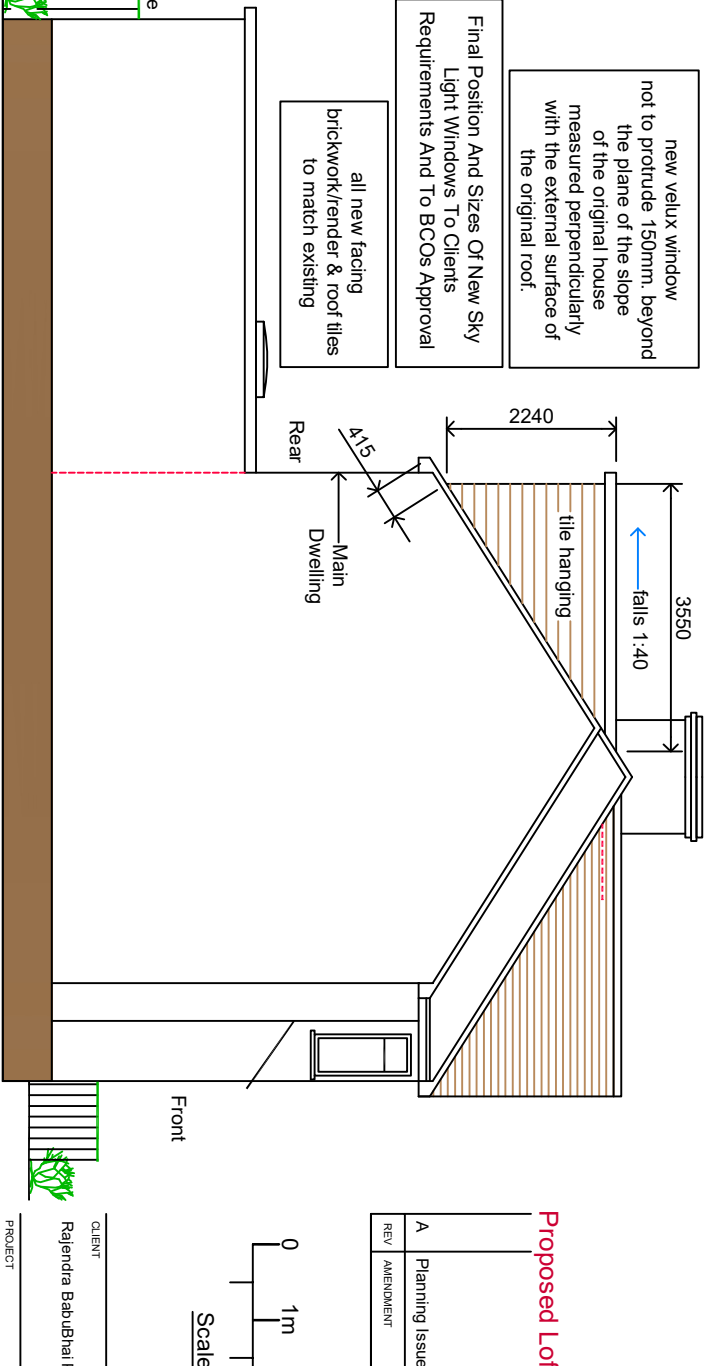 new velux window
not to protrude 150mm. beyond
the plane of the slope
of the original house
measured perpendicularly
with the external surface of
the original roof.
Final Position And Sizes Of New Sky
Light Windows To Clients
Requirements And To BCOs Approval
all new facing
brickwork/render & roof tiles
to match existing
e
2240
3550
falls 1:40
tile hanging
415
Rear
Main
Dwelling
Front
Proposed Lof
A
Planning Issue
REV
AMENDMENT
0
1m
Scale
CLIENT
Rajendra BabuBhai
PROJECT